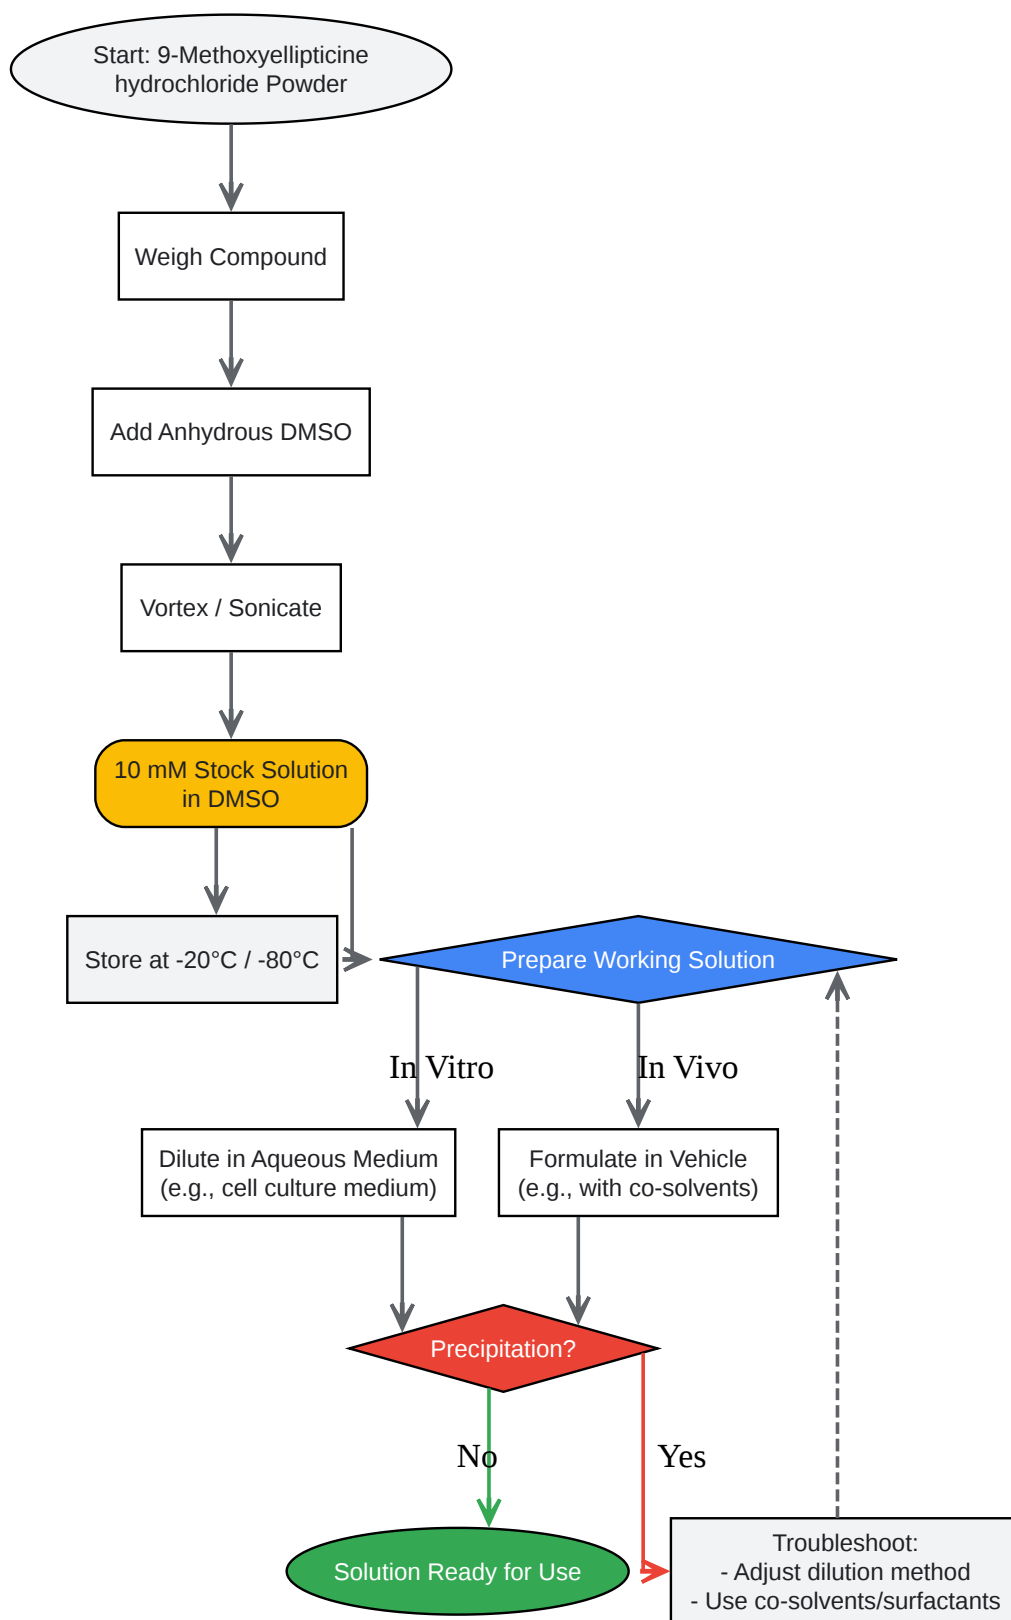 Start: 9-Methoxyellipticine
hydrochloride Powder
Weigh Compound
Add Anhydrous DMSO
Vortex / Sonicate
10 mM Stock Solution
in DMSO
Store at -20°C / -80°C
Prepare Working Solution
In Vitro
In Vivo
Dilute in Aqueous Medium
(e.g., cell culture medium)
Formulate in Vehicle
(e.g., with co-solvents)
Precipitation?
No
Yes
Solution Ready for Use
Troubleshoot:
- Adjust dilution method
- Use co-solvents/surfactants